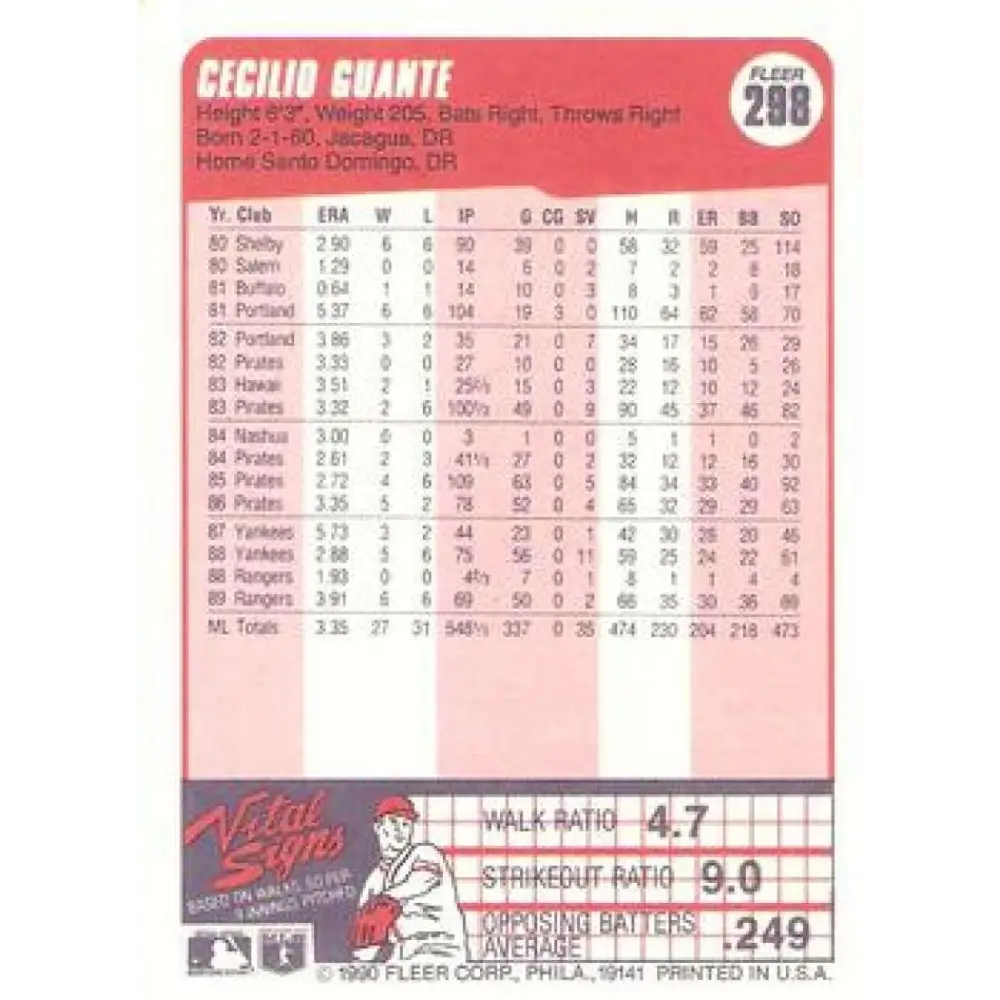 CECILIO GUANTE
FLEER
298
Height 6'3", Weight 205, Bats Right, Throws Right
Born 2-1-60, Jacagua, DR
Home Santo Domingo, DR
Yr. Club ERA W L IP G CG SV H R ER BB SO
80 Shelby 2.90 6 6 90 39 0 0 58 32 59 25 114
80 Salem 1.29 0 0 14 6 0 2 7 2 2 8 18
81 Buffalo 0.64 1 1 14 10 0 3 8 3 1 9 17
81 Portland 5.37 6 6 104 19 3 0 110 64 62 58 70
82 Portland 3.86 3 2 35 21 0 7 34 17 15 26 29
82 Pirates 3.33 0 0 27 10 0 0 28 16 10 5 26
83 Hawaii 3.51 2 1 25⅔ 15 0 3 22 12 10 12 24
83 Pirates 3.32 2 6 100⅓ 49 0 9 90 45 37 46 82
84 Nashua 3.00 0 0 3 1 0 0 5 1 1 0 2
84 Pirates 2.61 2 3 41⅓ 27 0 2 32 12 12 16 30
85 Pirates 2.72 4 6 109 63 0 5 84 34 33 40 92
86 Pirates 3.35 5 2 78 52 0 4 65 32 29 29 63
87 Yankees 5.73 3 2 44 23 0 1 42 30 28 20 46
88 Yankees 2.88 5 6 75 56 0 11 59 25 24 22 61
88 Rangers 1.93 0 0 4⅔ 7 0 1 8 1 1 4 4
89 Rangers 3.91 6 6 69 50 0 2 66 35 30 36 69
ML Totals 3.35 27 31 548⅓ 337 0 35 474 230 204 218 473
Vital
Signs
BASED ON WALKS, SO PER
9 INNINGS PITCHED
WALK RATIO 4.7
STRIKEOUT RATIO 9.0
OPPOSING BATTERS
AVERAGE .249
© 1990 FLEER CORP., PHILA., 19141 PRINTED IN U.S.A.